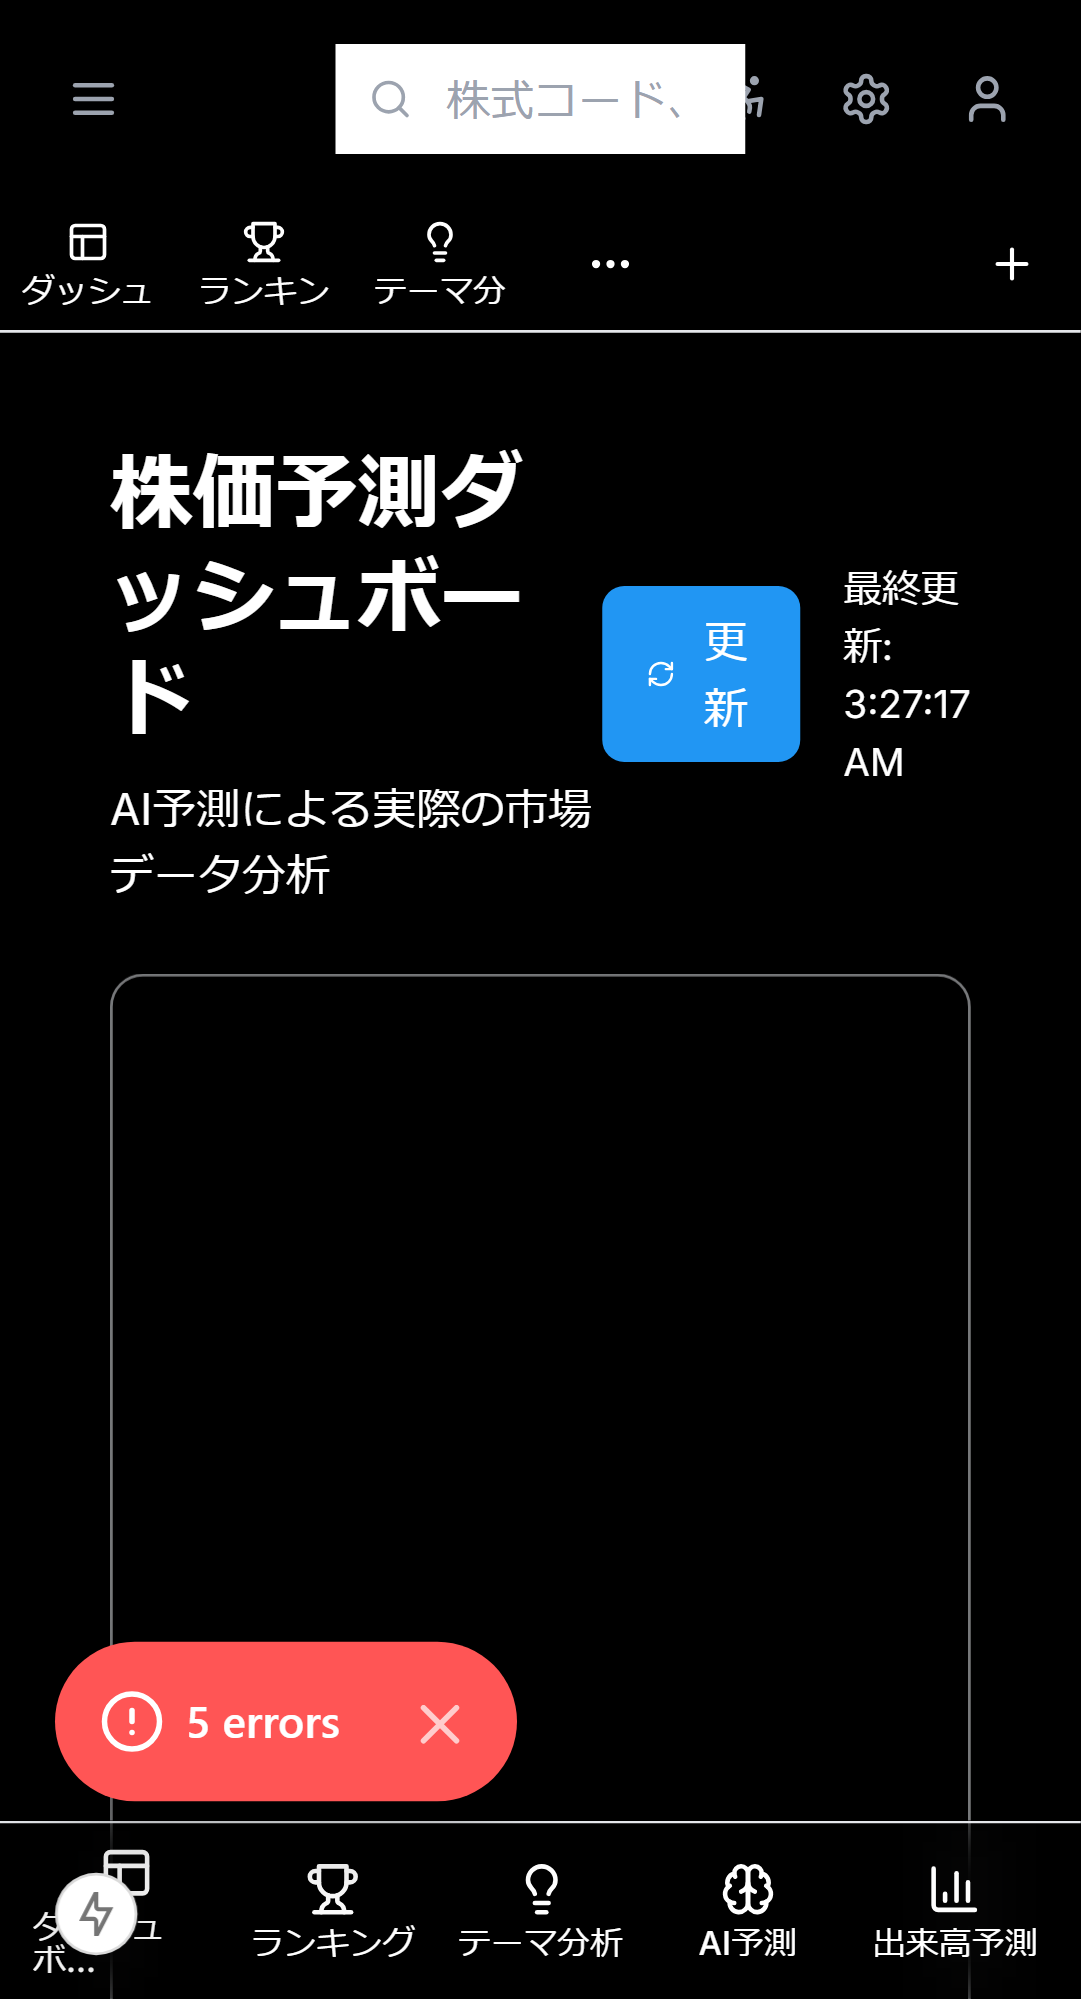 株式コード、
ダッシュ
ランキン
テーマ分
株価予測ダ
ッシュボー
ド
更
新
最終更
新:
3:27:17
AM
AI予測による実際の市場
データ分析
5 errors
ボ...
ランキング
テーマ分析
AI予測
出来高予測